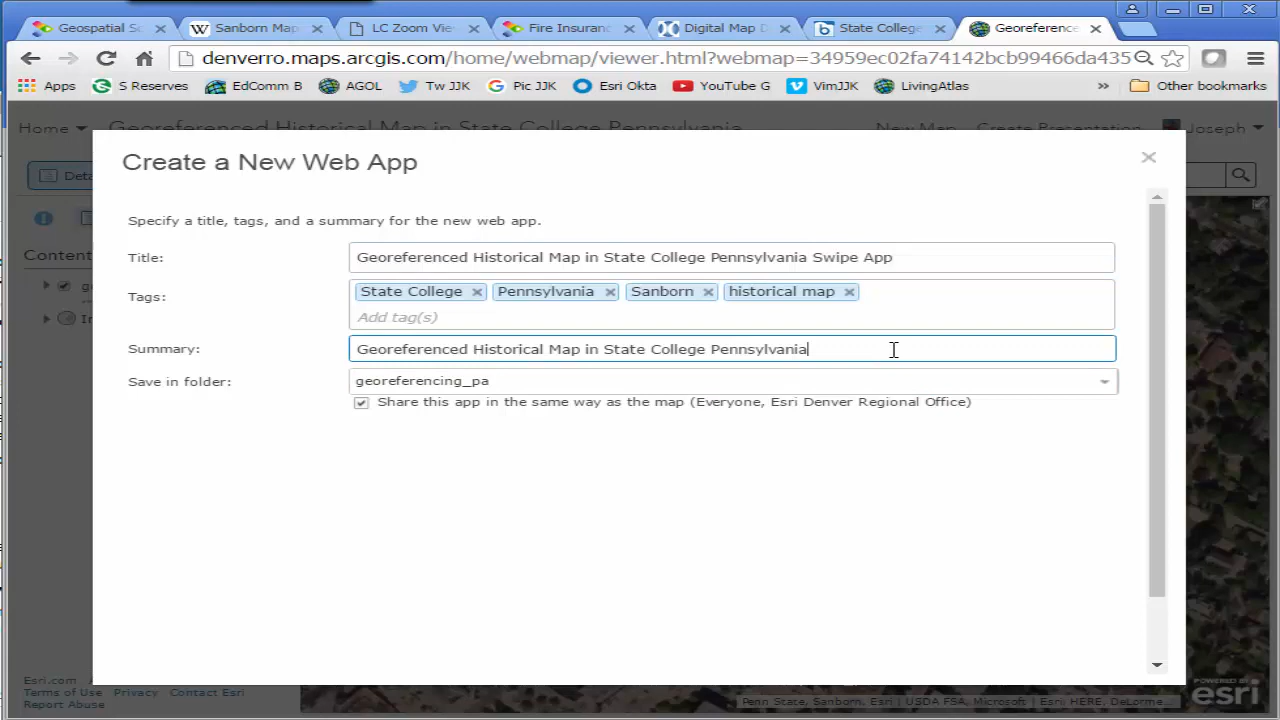 Geospatial So
Sanborn Map
LC Zoom View
Fire Insuran
Digital Map D
State College
Georeference
denverro.maps.arcgis.com/home/webmap/viewer.html?webmap=34959ec02fa74142bcb99466da435
Apps
S Reserves
EdComm B
AGOL
Tw JJK
Pic JJK
Esri Okta
YouTube G
VimJJK
LivingAtlas
»
Other bookmarks
Home
Georeferenced Historical Map in State College Pennsylvania
New Map
Create Presentation
Joseph
Deta
Create a New Web App
Specify a title, tags, and a summary for the new web app.
Content
Title:
Georeferenced Historical Map in State College Pennsylvania Swipe App
Tags:
State College
Pennsylvania
Sanborn
historical map
Add tag(s)
Summary:
Georeferenced Historical Map in State College Pennsylvania
Save in folder:
georeferencing_pa
Share this app in the same way as the map (Everyone, Esri Denver Regional Office)
Esri.com
Terms of Use
Privacy
Contact Esri
Report Abuse
Penn State, Sanborn, Esri | USDA FSA, Microsoft | Esri, HERE, DeLorme...
POWERED BY
esri